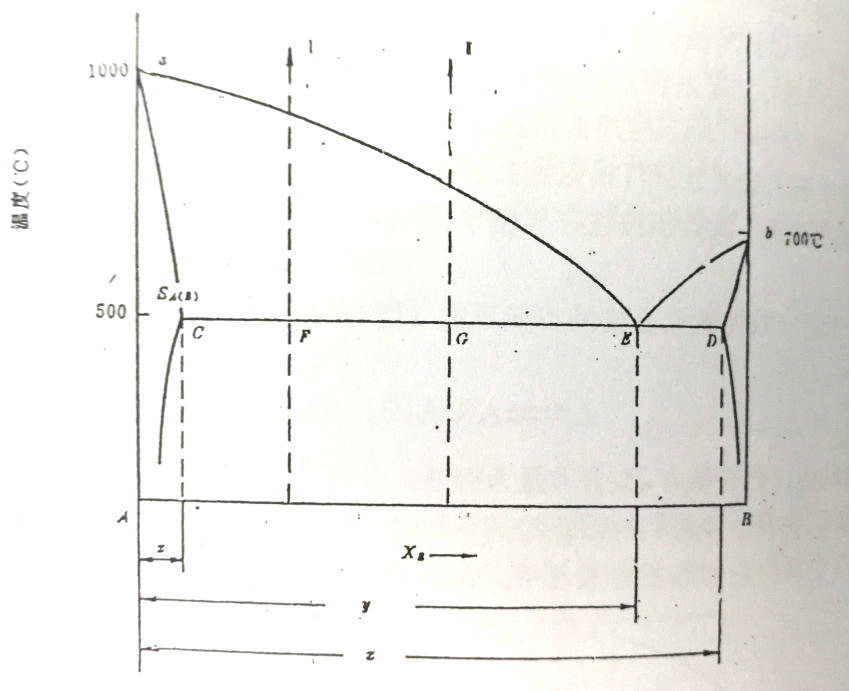 I
II
a
1000
温度(℃)
b 700℃
S_A(B)
500
C
F
G
E
D
A
B
z
X_B
y
z